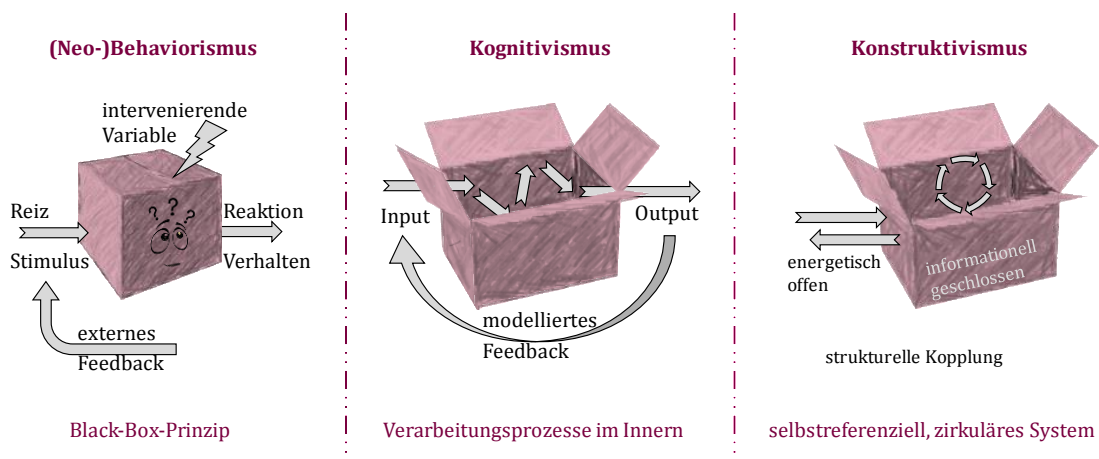 (Neo-)Behaviorismus
intervenierende
Variable
? ? ?
Reiz
Reaktion
Stimulus
Verhalten
externes
Feedback
Black-Box-Prinzip
Kognitivismus
Input
Output
modelliertes
Feedback
Verarbeitungsprozesse im Innern
Konstruktivismus
energetisch
offen
informationell
geschlossen
strukturelle Kopplung
selbstreferenziell, zirkuläres System